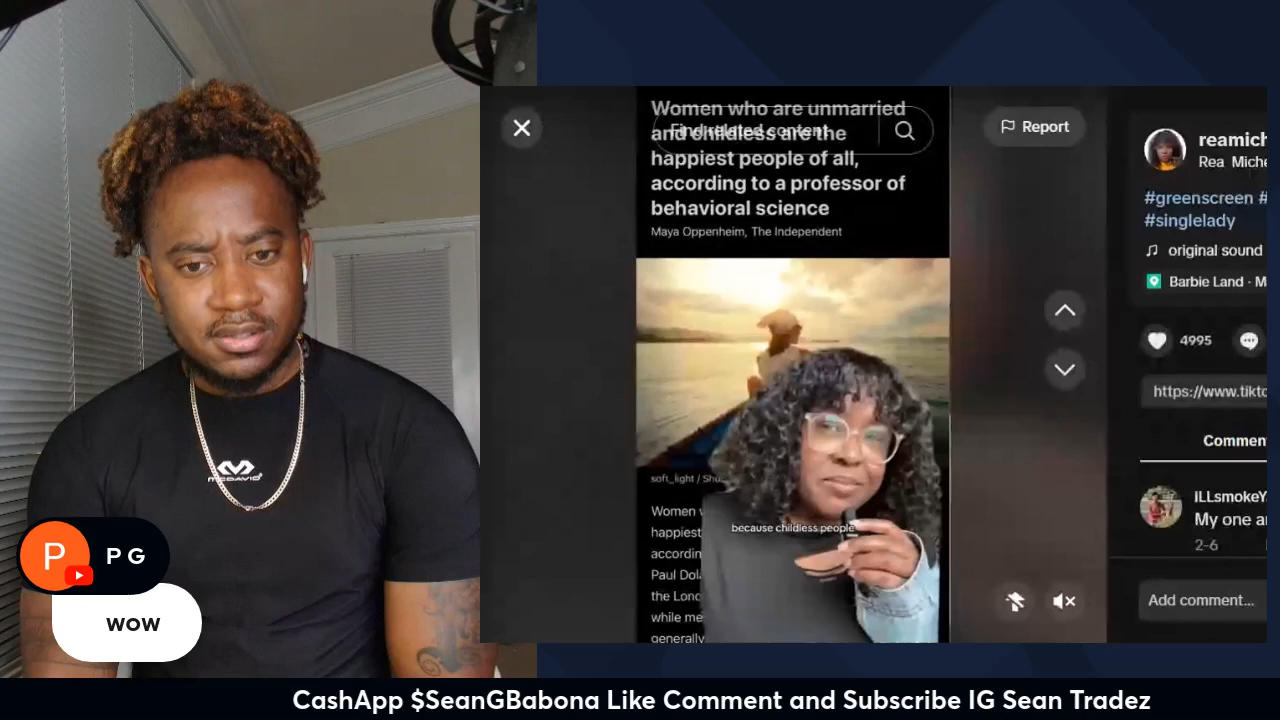 Women who are unmarried
and childless are the
Find related content
happiest people of all,
according to a professor of
behavioral science
Maya Oppenheim, The Independent
soft_light / Shu
Women
happiest
accordin
Paul Dol
the Lond
while me
generally
because childless people
Report
reamich
Rea Miche
#greenscreen #
#singlelady
original sound
Barbie Land · M
4995
https://www.tikto
Commen
ILLsmokeY
My one a
2-6
Add comment...
MCDAVID
P
P G
wow
CashApp $SeanGBabona Like Comment and Subscribe IG Sean Tradez